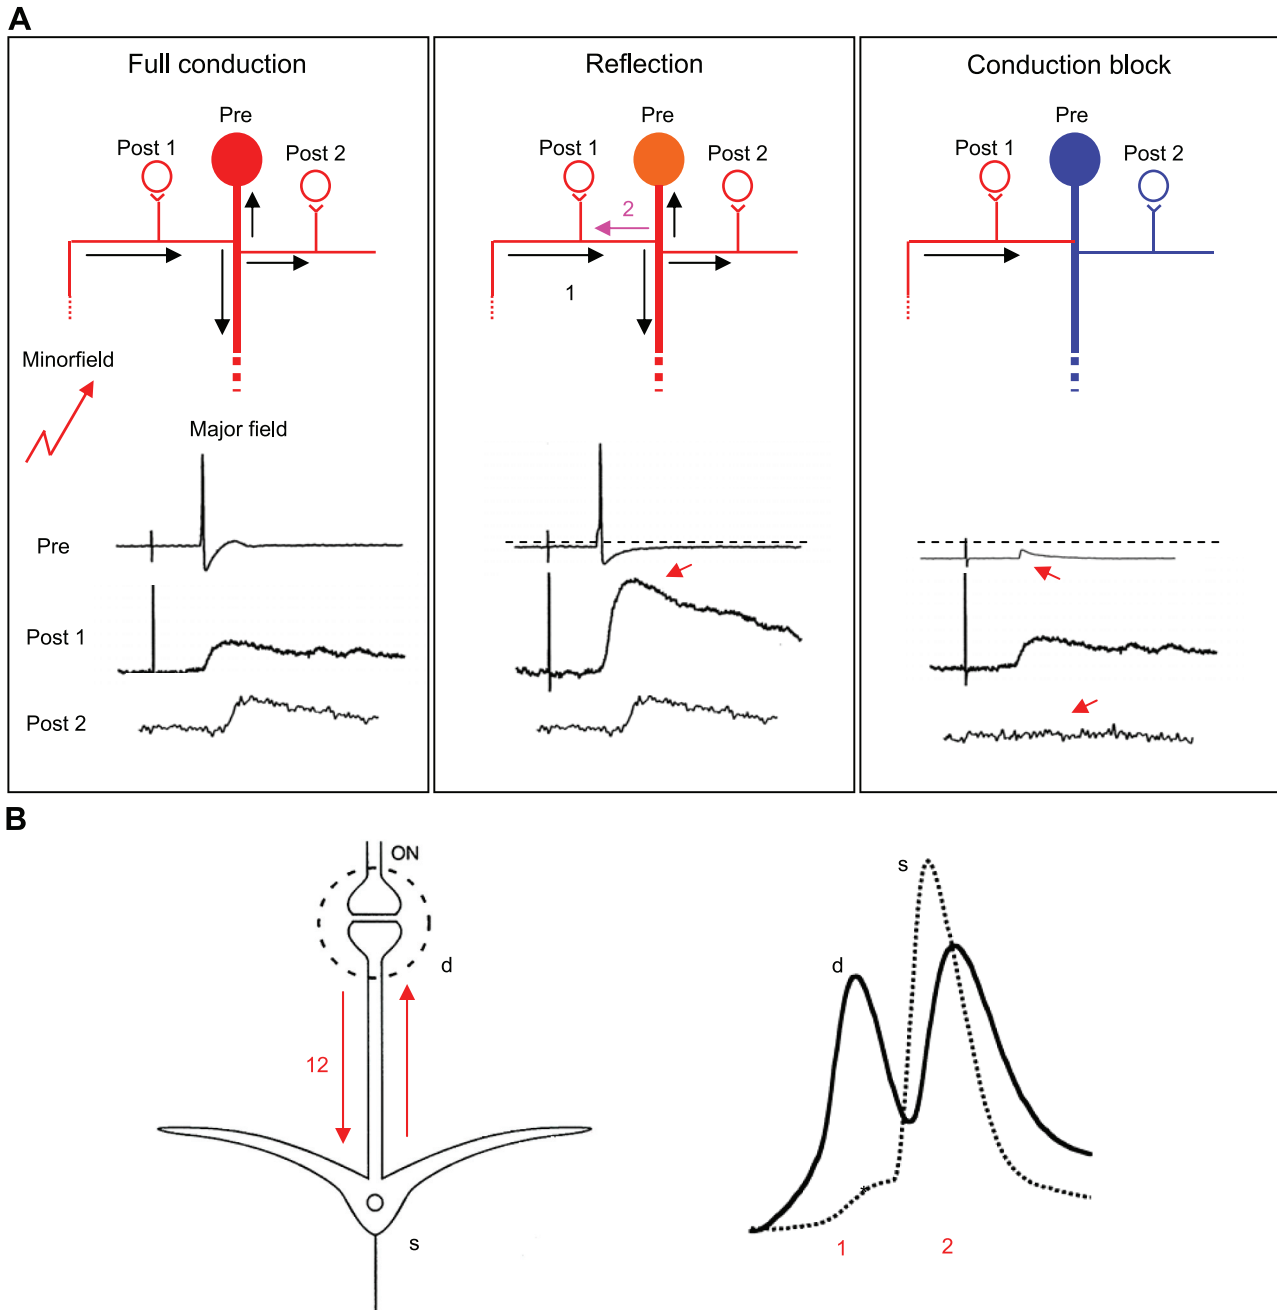 A
Full conduction
Reflection
Conduction block
Pre
Post 1
Post 2
Pre
Post 1
Post 2
2
1
Pre
Post 1
Post 2
Minorfield
Major field
Pre
Post 1
Post 2
B
ON
d
12
s
s
d
*
1
2